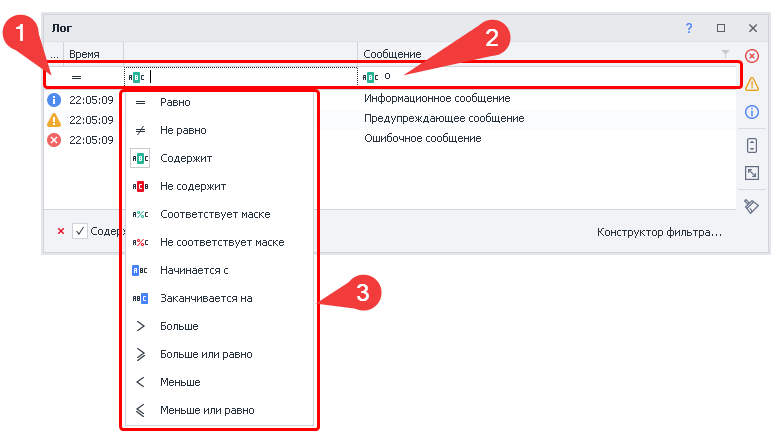 Лог
?
... Время Сообщение
1
2
= ABC ABC о
22:05:09 Информационное сообщение
22:05:09 Предупреждающее сообщение
22:05:09 Ошибочное сообщение
= Равно
≠ Не равно
ABC Содержит
ACB Не содержит
A%C Соответствует маске
A%C Не соответствует маске
ABC Начинается с
ABC Заканчивается на
> Больше
Больше или равно
< Меньше
Меньше или равно
3
Конструктор фильтра...